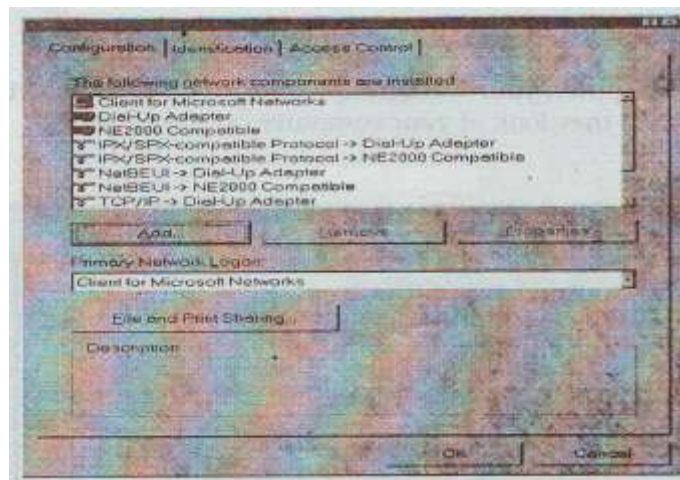 Configuration Identification Access Control
The following network components are installed
Client for Microsoft Networks
Dial-Up Adapter
NE2000 Compatible
IPX/SPX-compatible Protocol -> Dial-Up Adapter
IPX/SPX-compatible Protocol -> NE2000 Compatible
NetBEUI -> Dial-Up Adapter
NetBEUI -> NE2000 Compatible
TCP/IP -> Dial-Up Adapter
Add... Remove Properties
Primary Network Logon:
Client for Microsoft Networks
File and Print Sharing...
Description
OK Cancel